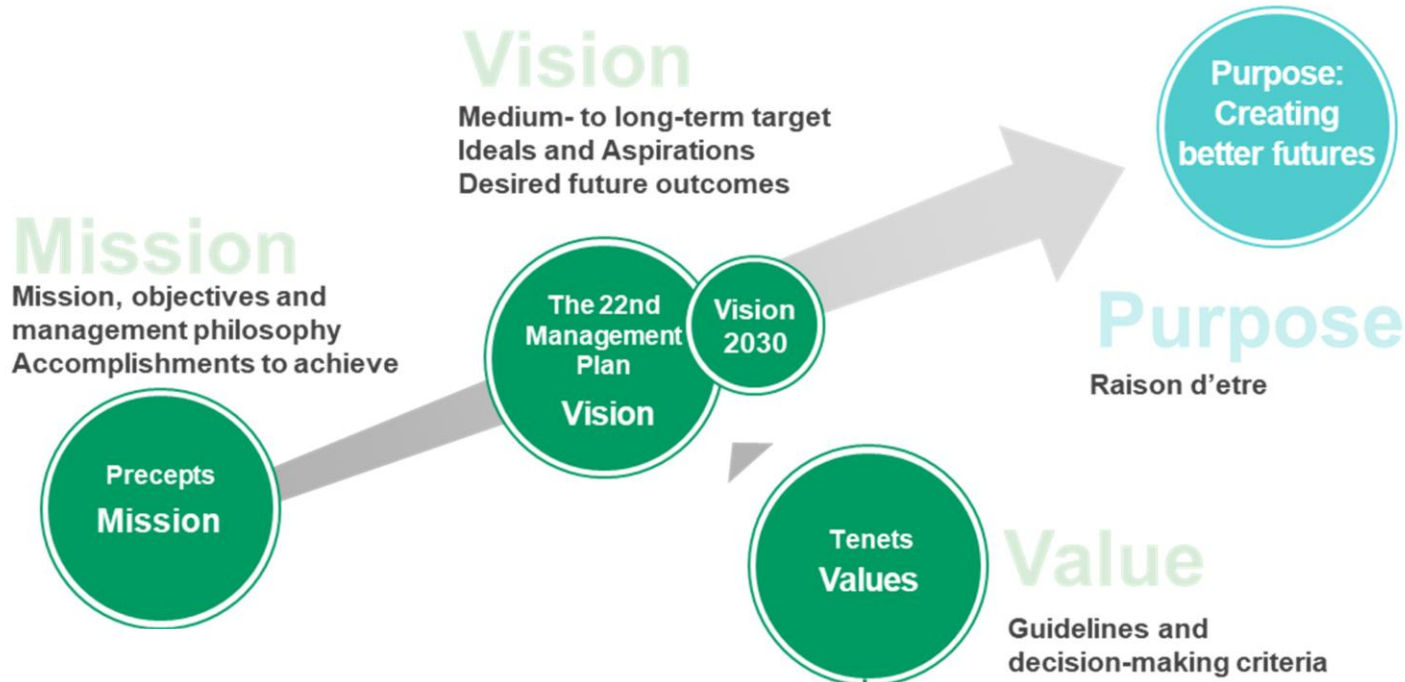 Vision
Medium- to long-term target
Ideals and Aspirations
Desired future outcomes
Purpose:
Creating
better futures
Mission
Mission, objectives and
management philosophy
Accomplishments to achieve
The 22nd
Management
Plan
Vision
Vision
2030
Purpose
Raison d’etre
Precepts
Mission
Tenets
Values
Value
Guidelines and
decision-making criteria